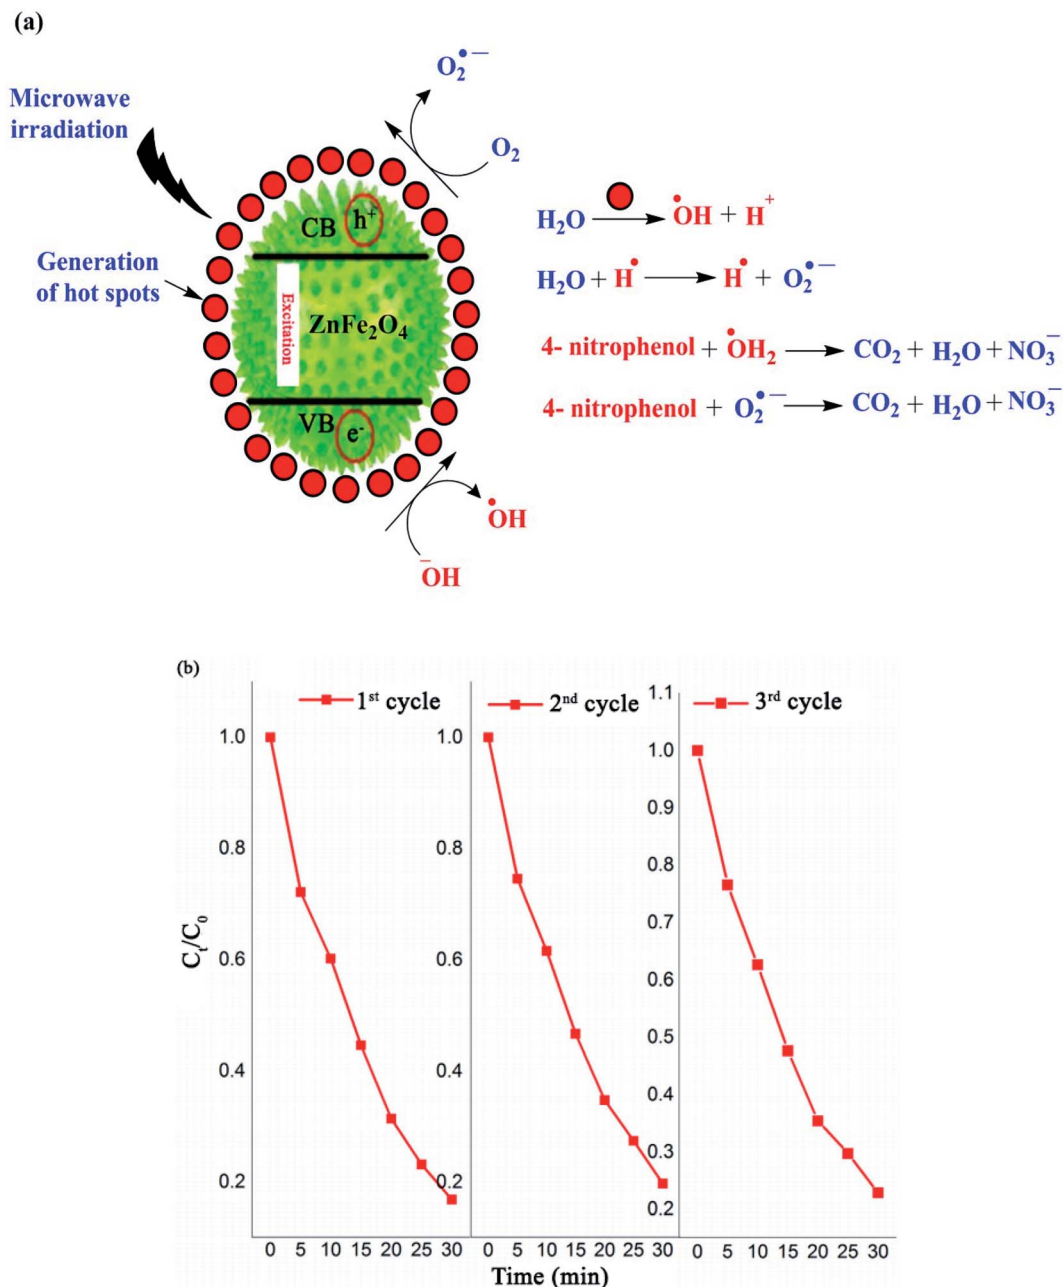 (a)
O₂•−
Microwave
irradiation
O₂
CB h⁺
Generation
of hot spots
Excitation
ZnFe₂O₄
VB e⁻
•OH
−OH
H₂O ⟶ •OH + H⁺
H₂O + H• ⟶ H• + O₂•−
4- nitrophenol + •OH₂ ⟶ CO₂ + H₂O + NO₃⁻
4- nitrophenol + O₂•− ⟶ CO₂ + H₂O + NO₃⁻
(b)
1st cycle
2nd cycle
3rd cycle
Cₜ/C₀
1.0
0.8
0.6
0.4
0.2
1.0
0.8
0.6
0.4
0.2
1.1
1.0
0.9
0.8
0.7
0.6
0.5
0.4
0.3
0.2
0 5 10 15 20 25 30
0 5 10 15 20 25 30
0 5 10 15 20 25 30
Time (min)